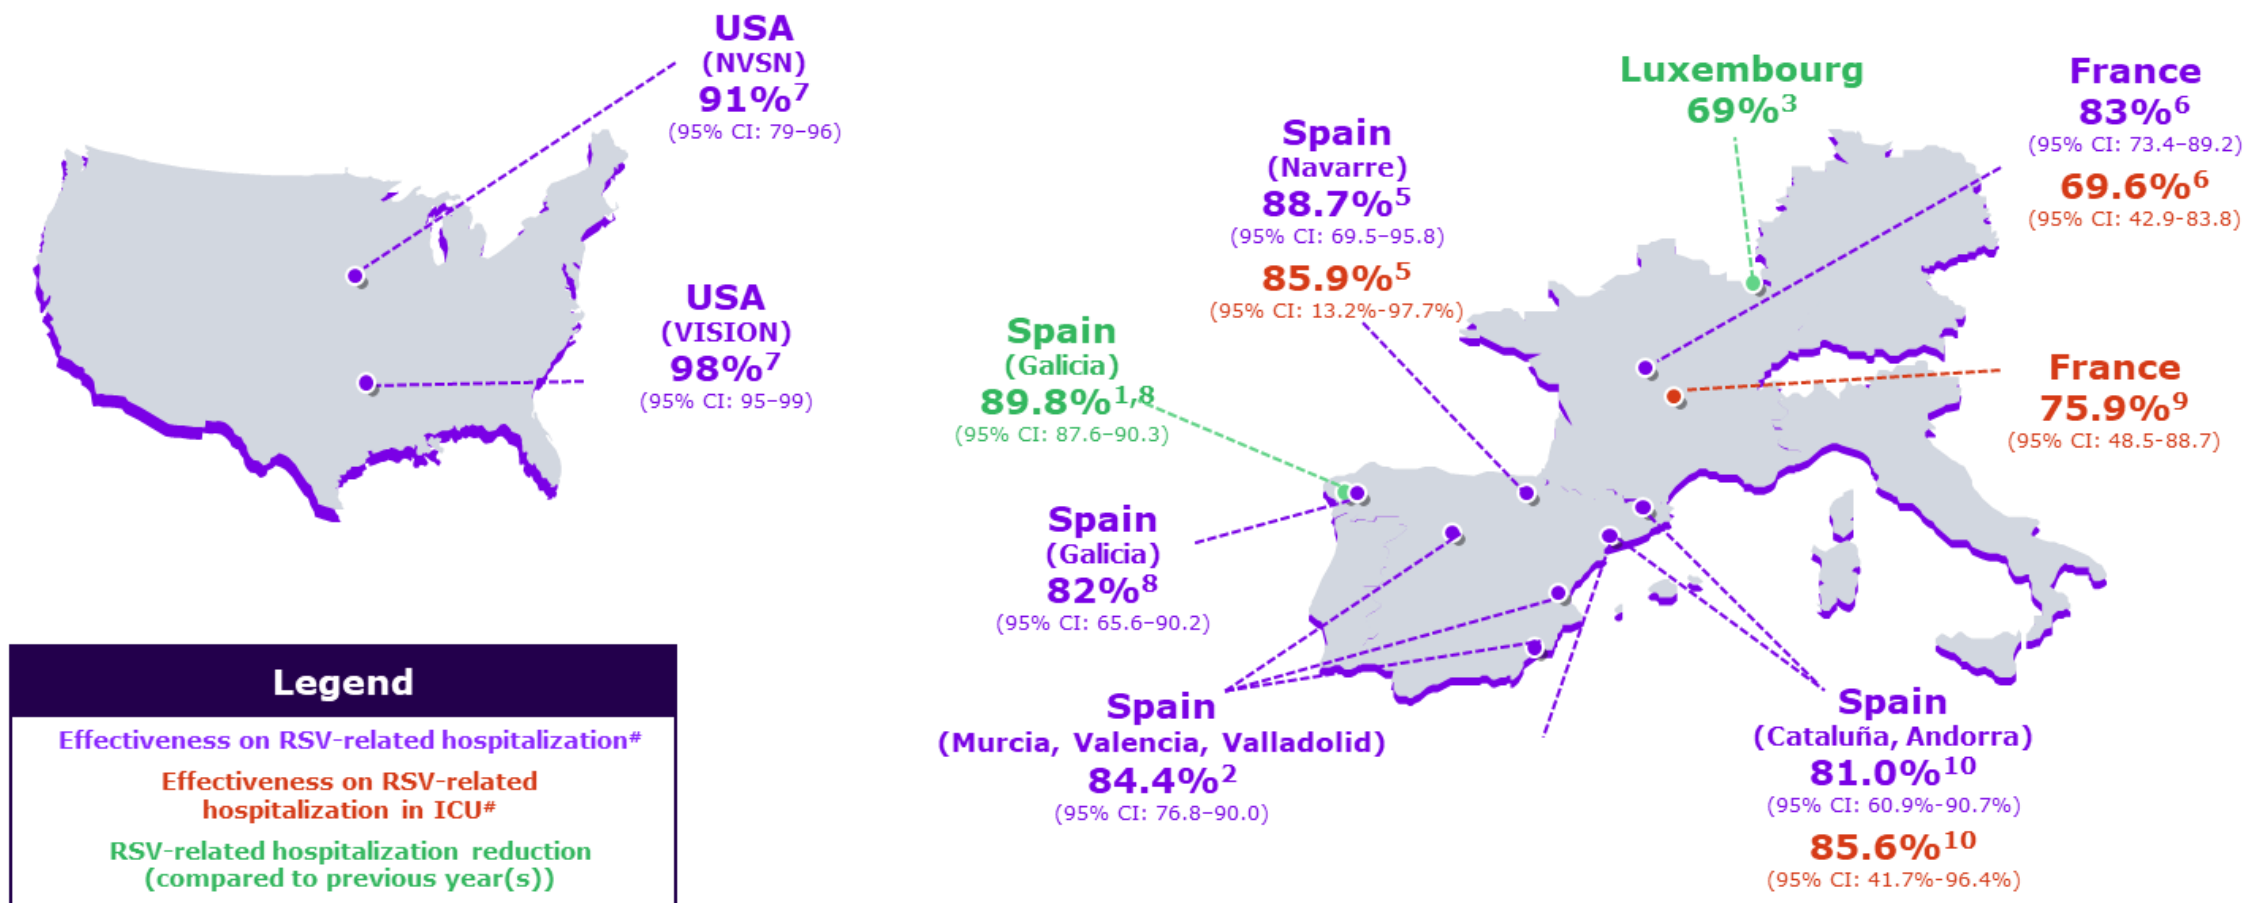 USA
(NVSN)
91%⁷
(95% CI: 79–96)
USA
(VISION)
98%⁷
(95% CI: 95–99)
Luxembourg
69%³
France
83%⁶
(95% CI: 73.4–89.2)
69.6%⁶
(95% CI: 42.9-83.8)
Spain
(Navarre)
88.7%⁵
(95% CI: 69.5–95.8)
85.9%⁵
(95% CI: 13.2%-97.7%)
Spain
(Galicia)
89.8%¹,⁸
(95% CI: 87.6–90.3)
France
75.9%⁹
(95% CI: 48.5-88.7)
Spain
(Galicia)
82%⁸
(95% CI: 65.6–90.2)
Spain
(Murcia, Valencia, Valladolid)
84.4%²
(95% CI: 76.8–90.0)
Spain
(Cataluña, Andorra)
81.0%¹⁰
(95% CI: 60.9%-90.7%)
85.6%¹⁰
(95% CI: 41.7%-96.4%)
Legend
Effectiveness on RSV-related hospitalization#
Effectiveness on RSV-related
hospitalization in ICU#
RSV-related hospitalization reduction
(compared to previous year(s))